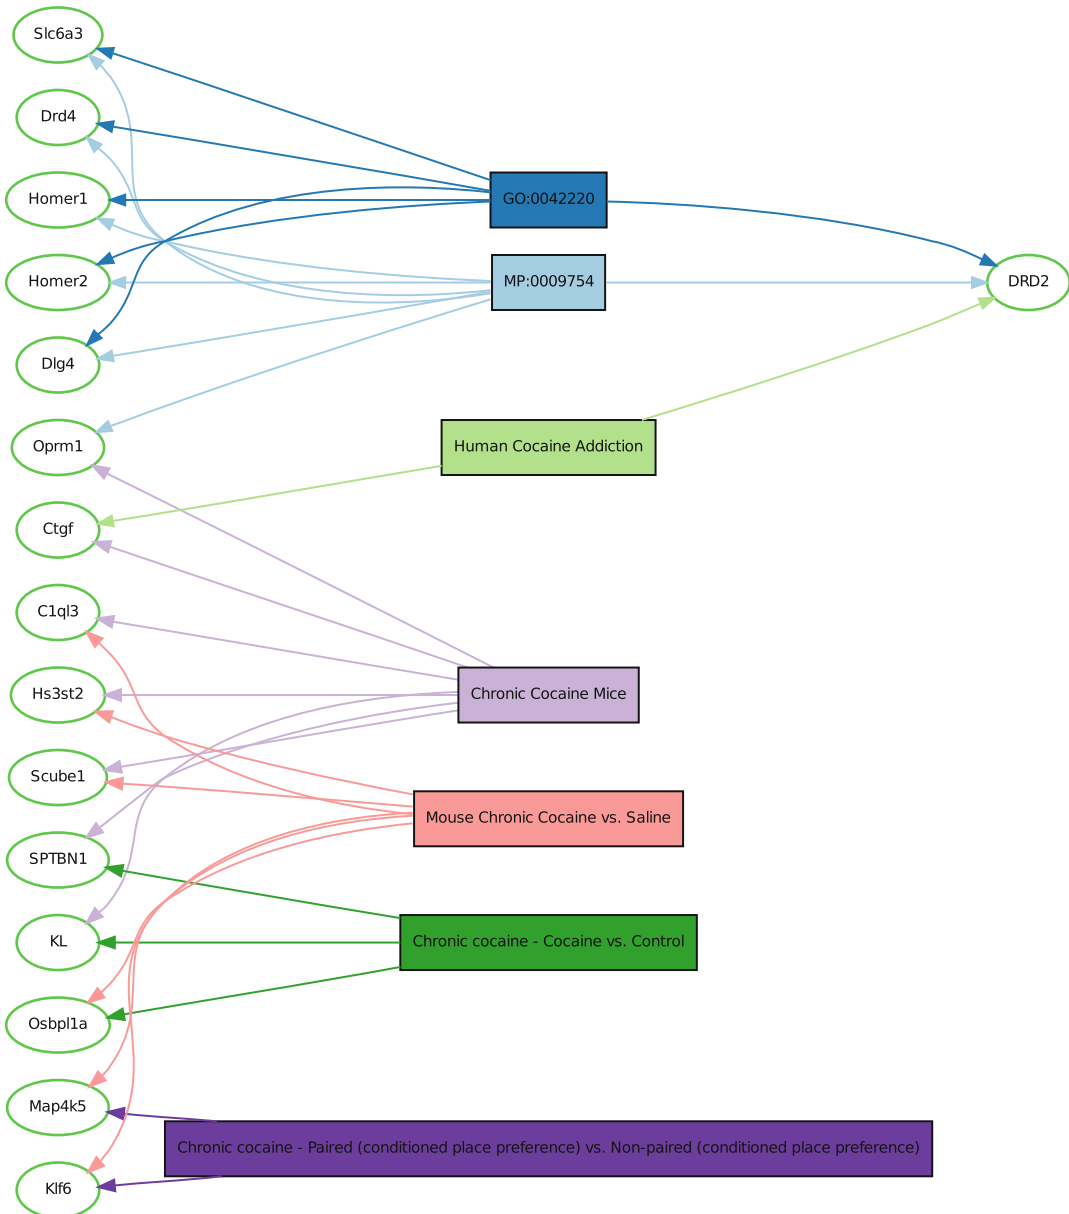 Slc6a3
Drd4
Homer1
Homer2
Dlg4
Oprm1
Ctgf
C1ql3
Hs3st2
Scube1
SPTBN1
KL
Osbpl1a
Map4k5
Klf6
GO:0042220
MP:0009754
Human Cocaine Addiction
Chronic Cocaine Mice
Mouse Chronic Cocaine vs. Saline
Chronic cocaine - Cocaine vs. Control
Chronic cocaine - Paired (conditioned place preference) vs. Non-paired (conditioned place preference)
DRD2